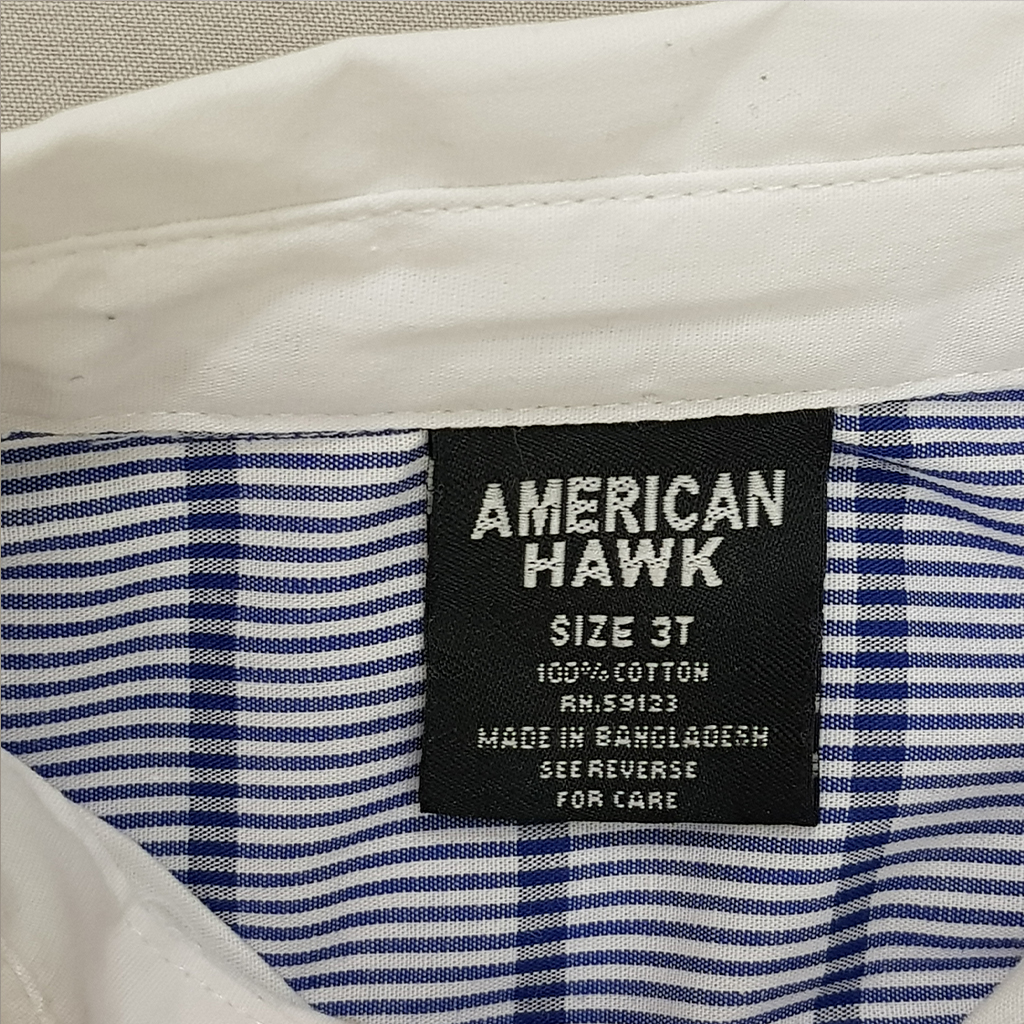 AMERICAN
HAWK
SIZE 3T
100% COTTON
RN.59123
MADE IN BANGLADESH
SEE REVERSE
FOR CARE